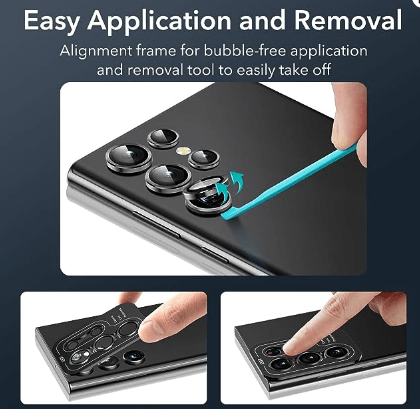 Easy Application and Removal
Alignment frame for bubble-free application
and removal tool to easily take off